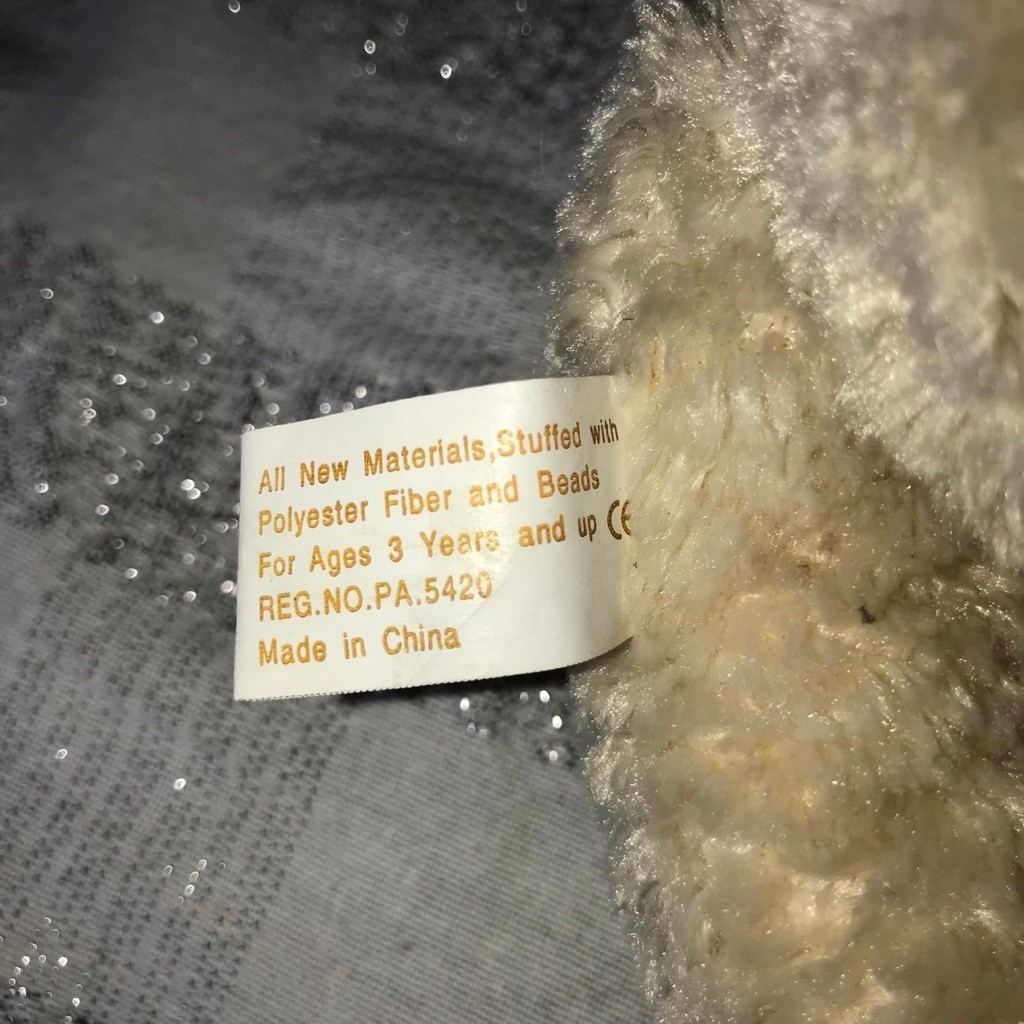 All New Materials,Stuffed with
Polyester Fiber and Beads
For Ages 3 Years and up CE
REG.NO.PA.5420
Made in China